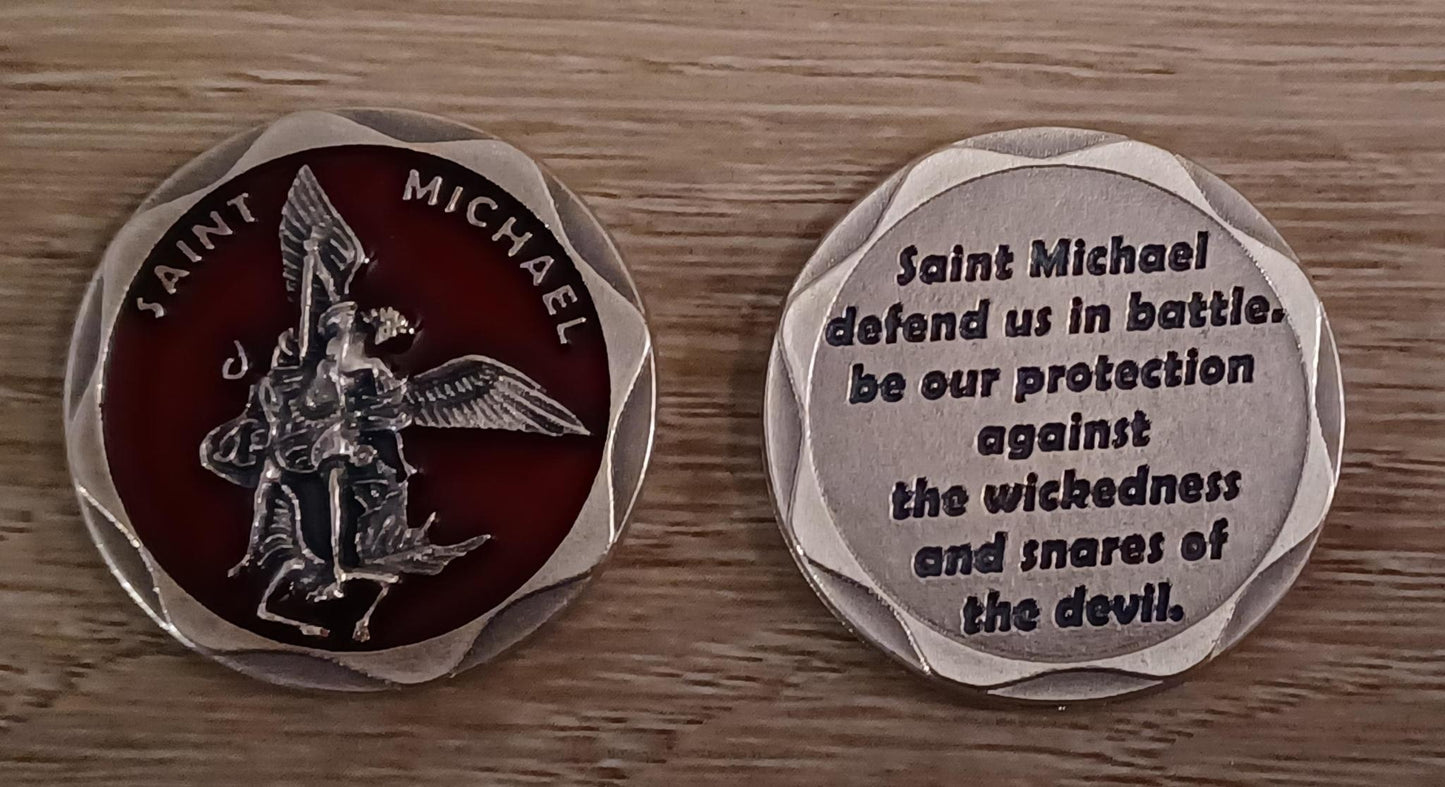 SAINT MICHAEL
Saint Michael
defend us in battle.
be our protection
against
the wickedness
and snares of
the devil.